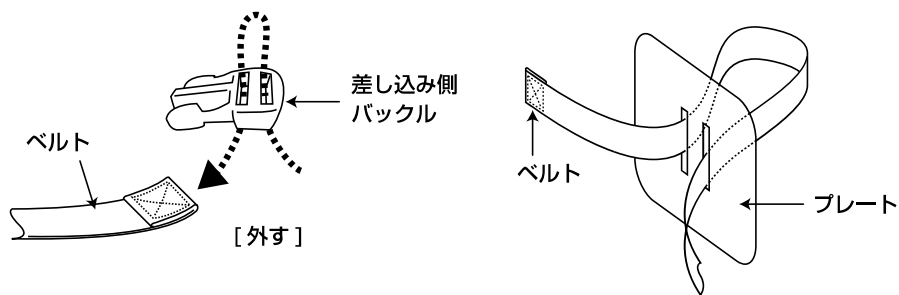 差し込み側
バックル
ベルト
[ 外す ]
ベルト
プレート